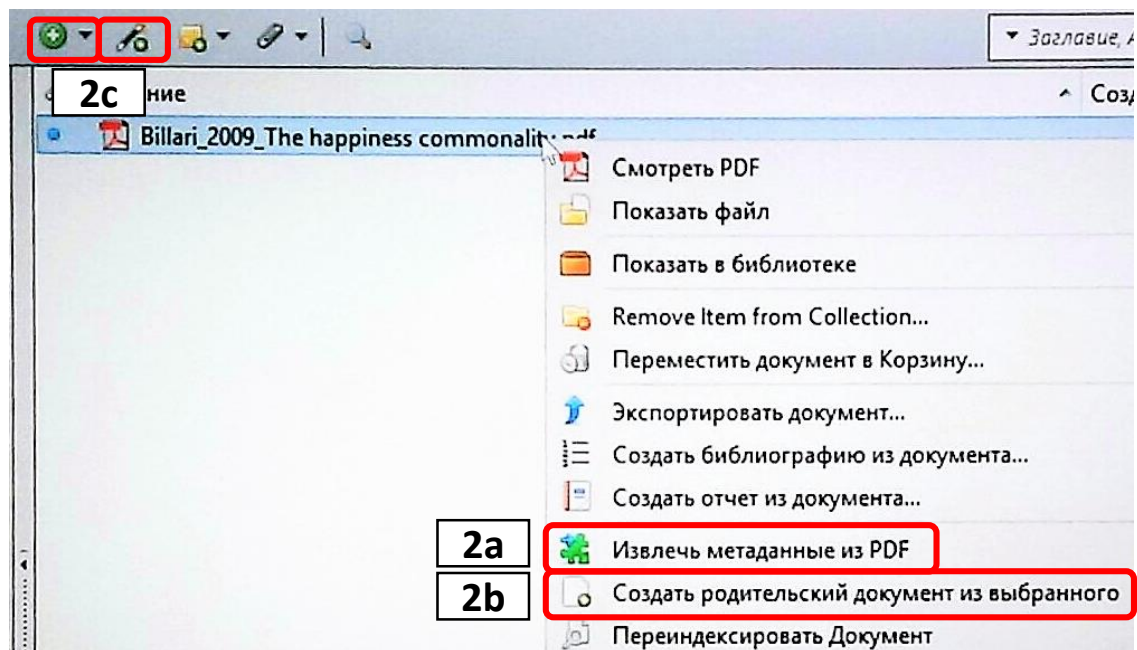 Заглавие, А
2c
ние
Созд
Billari_2009_The happiness commonality.pdf
Смотреть PDF
Показать файл
Показать в библиотеке
Remove Item from Collection...
Переместить документ в Корзину...
Экспортировать документ...
Создать библиографию из документа...
Создать отчет из документа...
2a
Извлечь метаданные из PDF
2b
Создать родительский документ из выбранного
Переиндексировать Документ